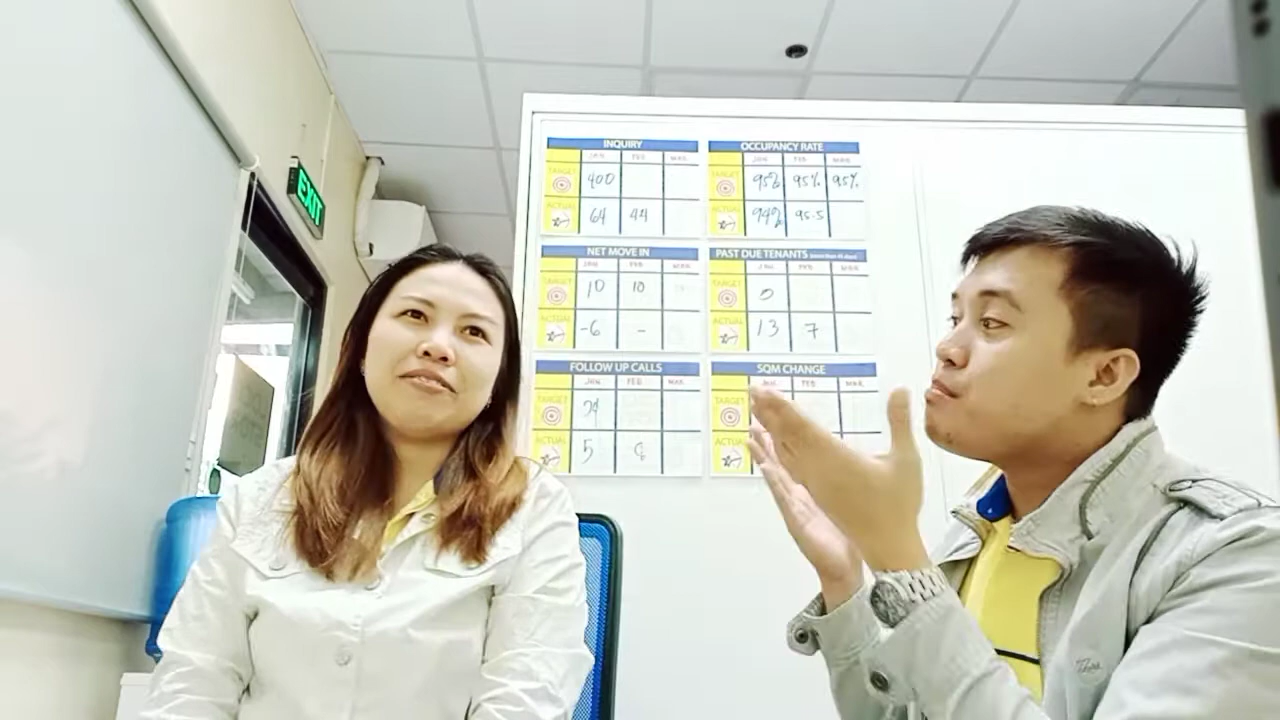 EXIT
INQUIRY
JAN FEB MAR
TARGET 400
ACTUAL 64 44
OCCUPANCY RATE
JAN FEB MAR
TARGET 95% 95% 95%
ACTUAL 94% 95.5
NET MOVE IN
JAN FEB MAR
TARGET 10 10
ACTUAL -6 -
PAST DUE TENANTS
JAN FEB MAR
TARGET 0
ACTUAL 13 7
FOLLOW UP CALLS
JAN FEB MAR
TARGET
ACTUAL 5
SQM CHANGE
JAN FEB MAR
TARGET
ACTUAL